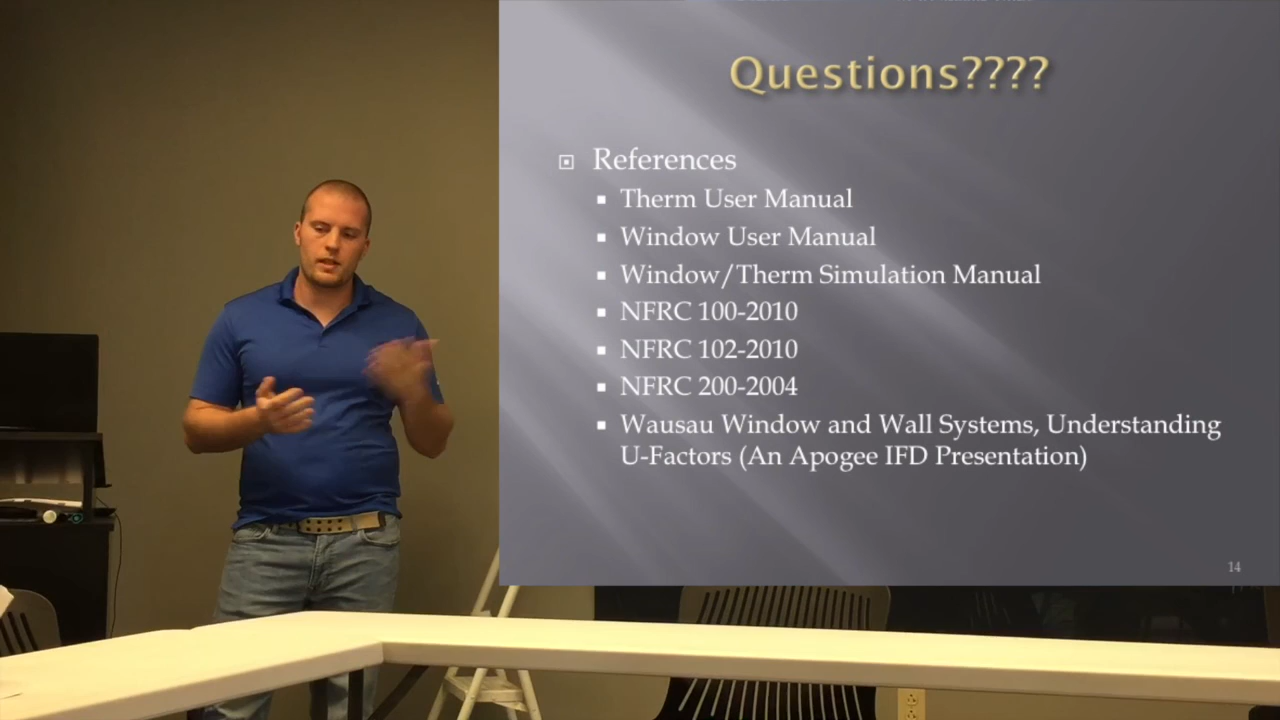 Questions????
References
Therm User Manual
Window User Manual
Window/Therm Simulation Manual
NFRC 100-2010
NFRC 102-2010
NFRC 200-2004
Wausau Window and Wall Systems, Understanding
U-Factors (An Apogee IFD Presentation)
14